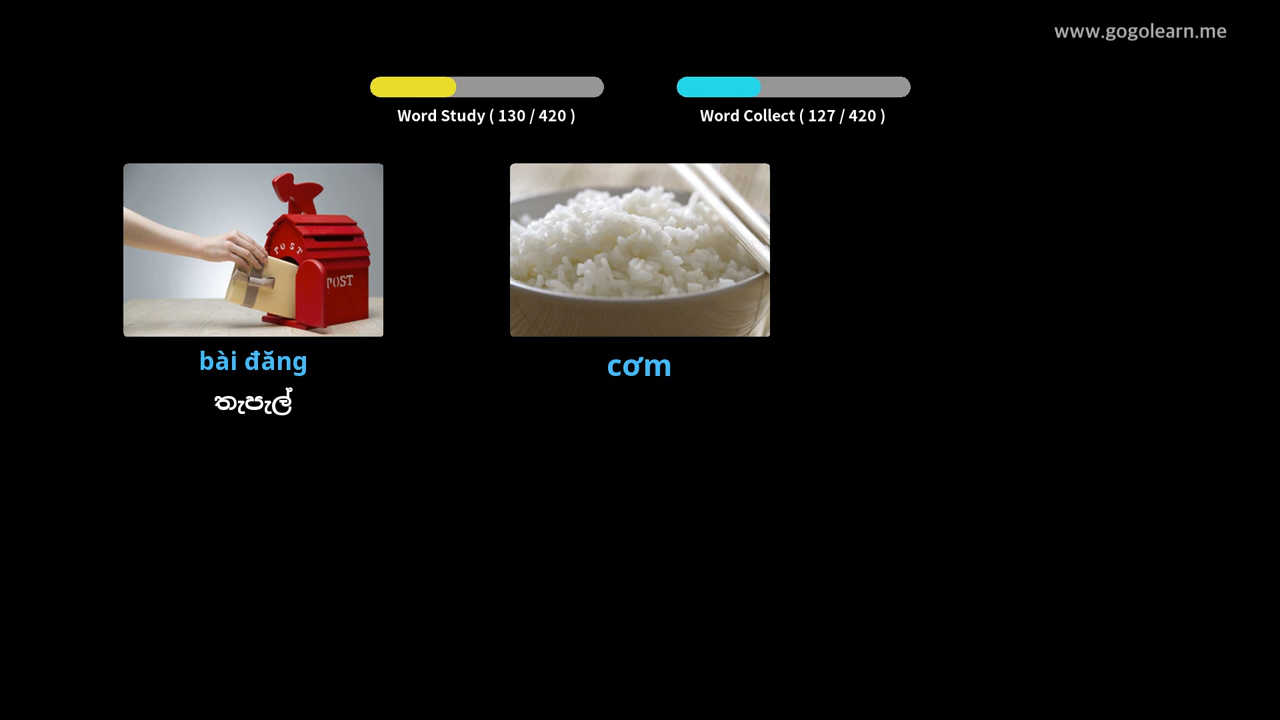 www.gogolearn.me
Word Study ( 130 / 420 )
Word Collect ( 127 / 420 )
POST
POST
bài đăng
cơm
තැපැල්